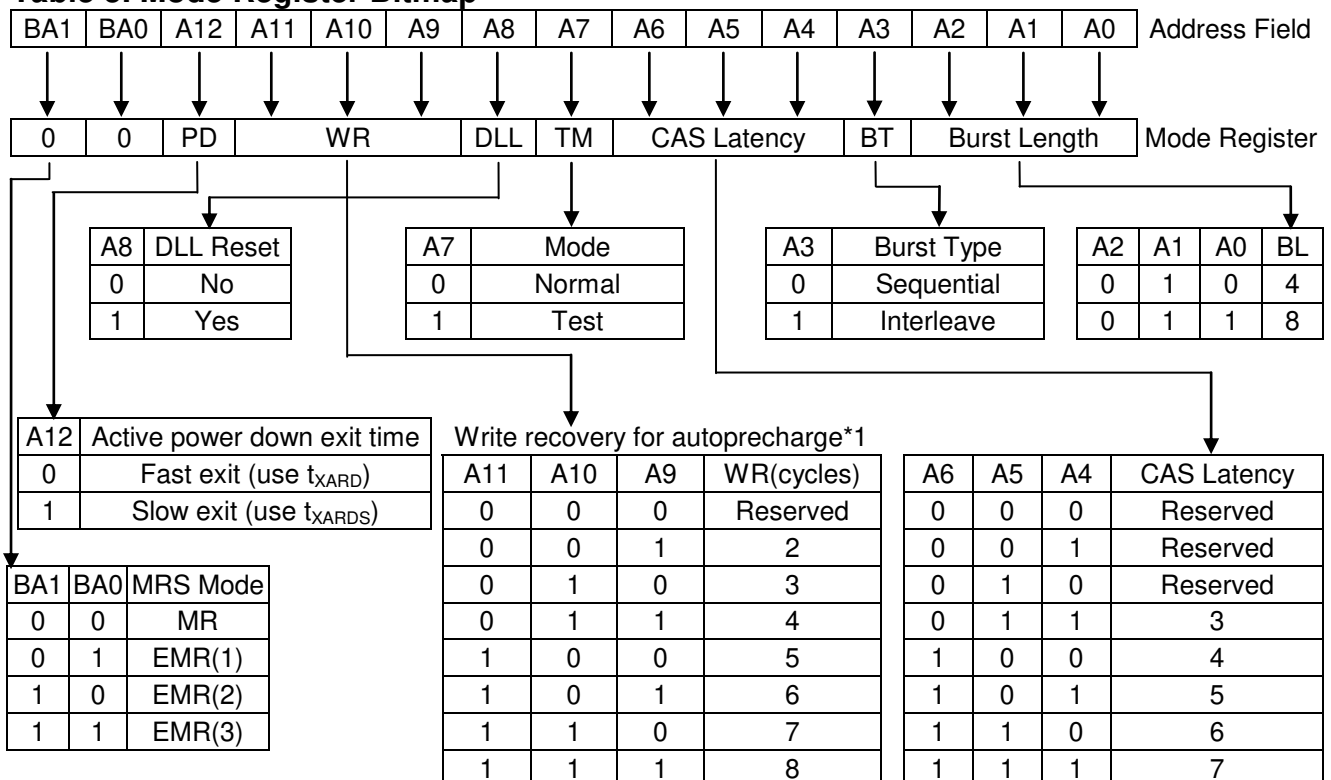 Table 5. Mode Register Bitmap
BA1 BA0 A12 A11 A10 A9 A8 A7 A6 A5 A4 A3 A2 A1 A0 Address Field
0 0 PD WR DLL TM CAS Latency BT Burst Length Mode Register
A8 DLL Reset
0 No
1 Yes
A7 Mode
0 Normal
1 Test
A3 Burst Type
0 Sequential
1 Interleave
A2 A1 A0 BL
0 1 0 4
0 1 1 8
A12 Active power down exit time
0 Fast exit (use tXARD)
1 Slow exit (use tXARDS)
BA1 BA0 MRS Mode
0 0 MR
0 1 EMR(1)
1 0 EMR(2)
1 1 EMR(3)
Write recovery for autoprecharge*1
A11 A10 A9 WR(cycles)
0 0 0 Reserved
0 0 1 2
0 1 0 3
0 1 1 4
1 0 0 5
1 0 1 6
1 1 0 7
1 1 1 8
A6 A5 A4 CAS Latency
0 0 0 Reserved
0 0 1 Reserved
0 1 0 Reserved
0 1 1 3
1 0 0 4
1 0 1 5
1 1 0 6
1 1 1 7